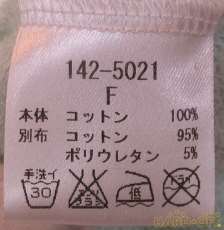 142-5021
F
本体 コットン 100%
別布 コットン 95%
ポリウレタン 5%
手洗イ
30